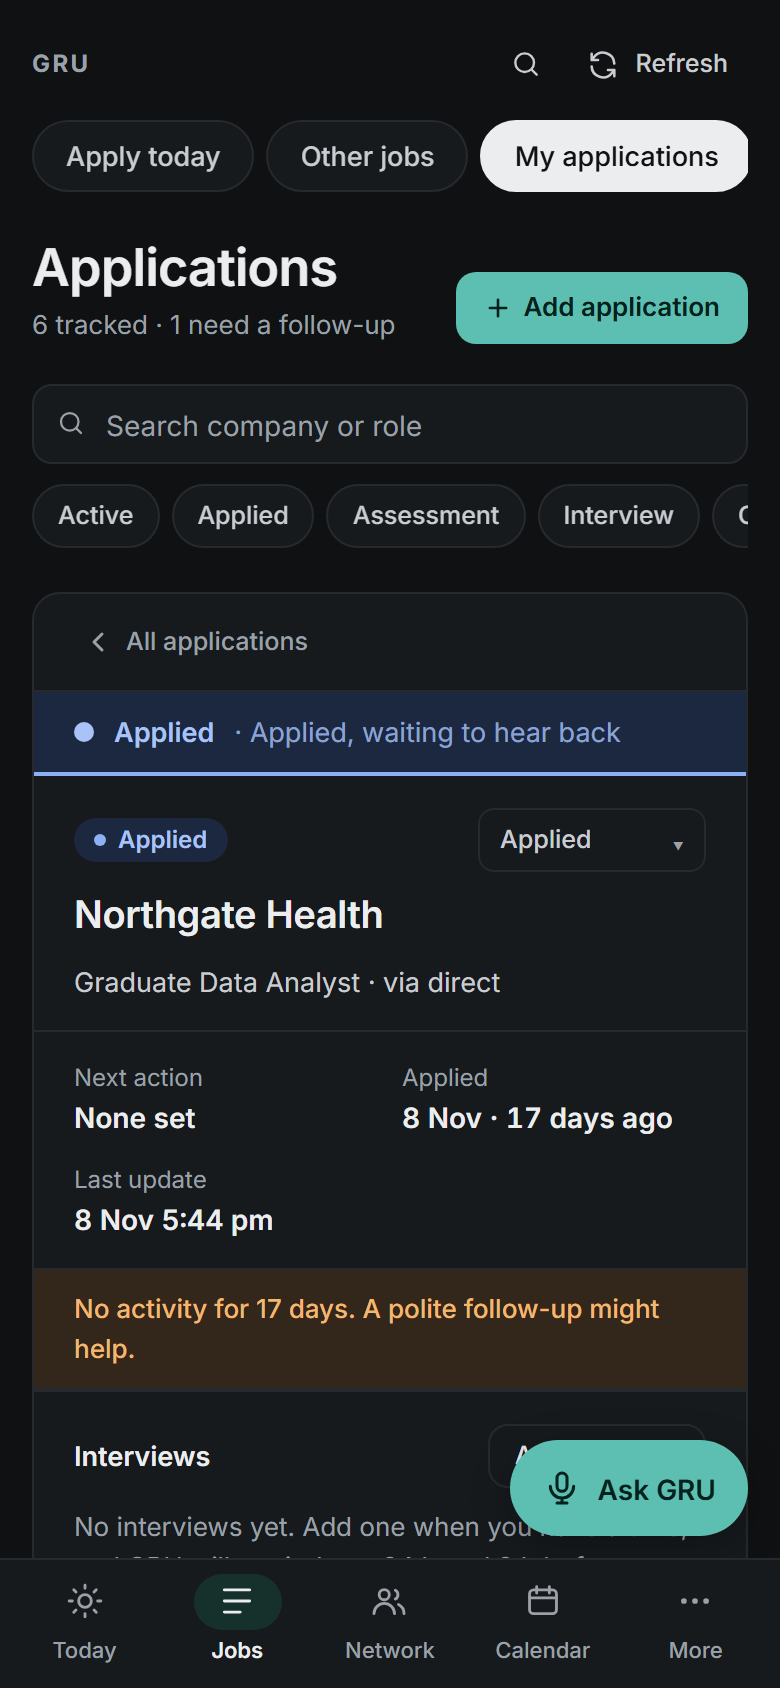 GRU
Refresh
Apply today
Other jobs
My applications
Applications
6 tracked · 1 need a follow-up
+ Add application
Search company or role
Active
Applied
Assessment
Interview
All applications
Applied · Applied, waiting to hear back
Applied
Applied
Northgate Health
Graduate Data Analyst · via direct
Next action
None set
Applied
8 Nov · 17 days ago
Last update
8 Nov 5:44 pm
No activity for 17 days. A polite follow-up might
help.
Interviews
Ask GRU
No interviews yet. Add one when you
Today
Jobs
Network
Calendar
More